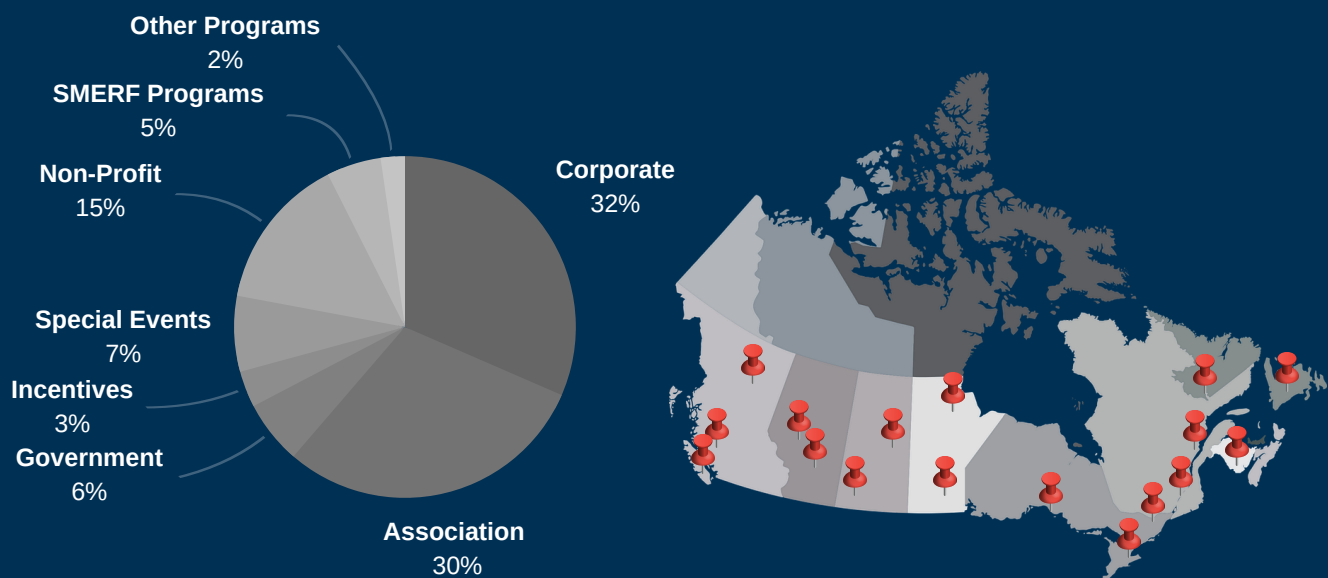 Other Programs
2%
SMERF Programs
5%
Non-Profit
15%
Special Events
7%
Incentives
3%
Government
6%
Association
30%
Corporate
32%